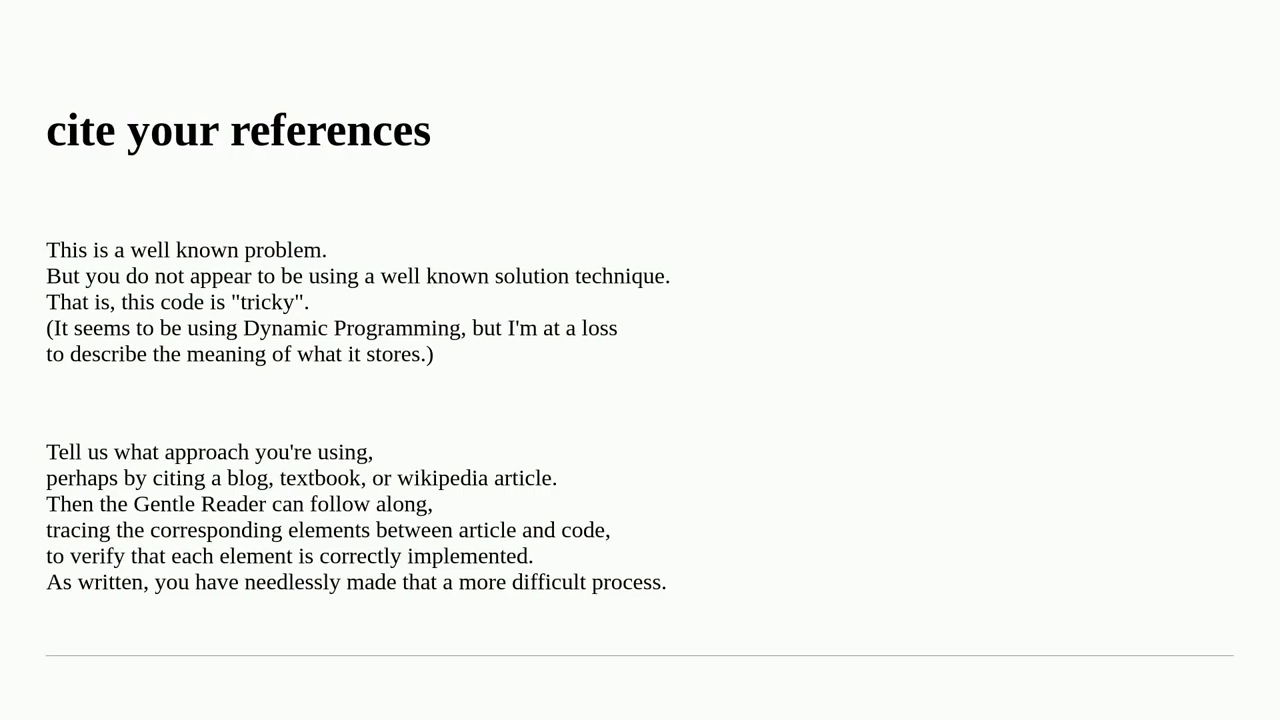 cite your references
This is a well known problem.
But you do not appear to be using a well known solution technique.
That is, this code is "tricky".
(It seems to be using Dynamic Programming, but I'm at a loss
to describe the meaning of what it stores.)
Tell us what approach you're using,
perhaps by citing a blog, textbook, or wikipedia article.
Then the Gentle Reader can follow along,
tracing the corresponding elements between article and code,
to verify that each element is correctly implemented.
As written, you have needlessly made that a more difficult process.